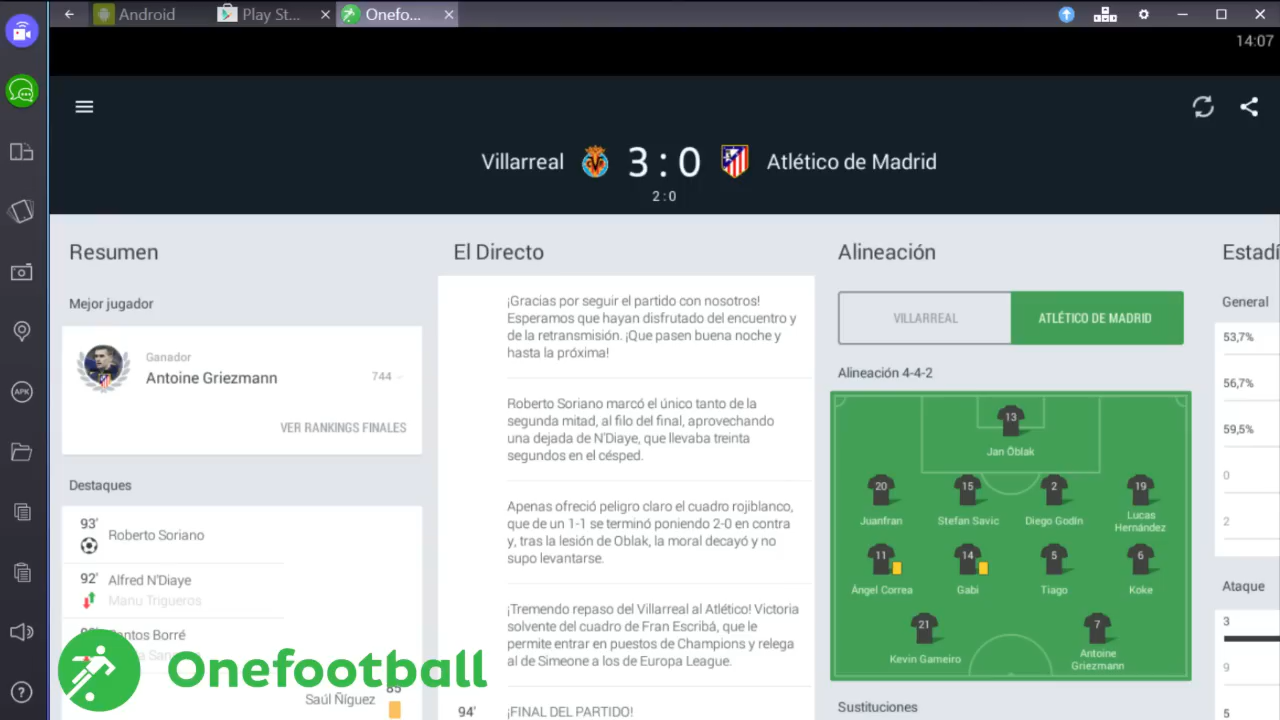 Android
Play St...
Onefo...
14:07
Villarreal
3 : 0
Atlético de Madrid
2 : 0
Resumen
Mejor jugador
Ganador
Antoine Griezmann
744
VER RANKINGS FINALES
Destaques
93'
Roberto Soriano
92'
Alfred N'Diaye
Manu Trigueros
Santos Borré
Saúl Ñíguez
85'
Onefootball
El Directo
¡Gracias por seguir el partido con nosotros!
Esperamos que hayan disfrutado del encuentro y
de la retransmisión. ¡Que pasen buena noche y
hasta la próxima!
Roberto Soriano marcó el único tanto de la
segunda mitad, al filo del final, aprovechando
una dejada de N'Diaye, que llevaba treinta
segundos en el césped.
Apenas ofreció peligro claro el cuadro rojiblanco,
que de un 1-1 se terminó poniendo 2-0 en contra
y, tras la lesión de Oblak, la moral decayó y no
supo levantarse.
¡Tremendo repaso del Villarreal al Atlético! Victoria
solvente del cuadro de Fran Escribá, que le
permite entrar en puestos de Champions y relega
al de Simeone a los de Europa League.
94'
¡FINAL DEL PARTIDO!
Alineación
VILLARREAL
ATLÉTICO DE MADRID
Alineación 4-4-2
13
Jan Öblak
20
15
2
19
Juanfran
Stefan Savic
Diego Godín
Lucas
Hernández
11
14
5
6
Ángel Correa
Gabi
Tiago
Koke
21
7
Kevin Gameiro
Antoine
Griezmann
Sustituciones
Estadí
General
53,7%
56,7%
59,5%
0
2
Ataque
3
9
5
APK